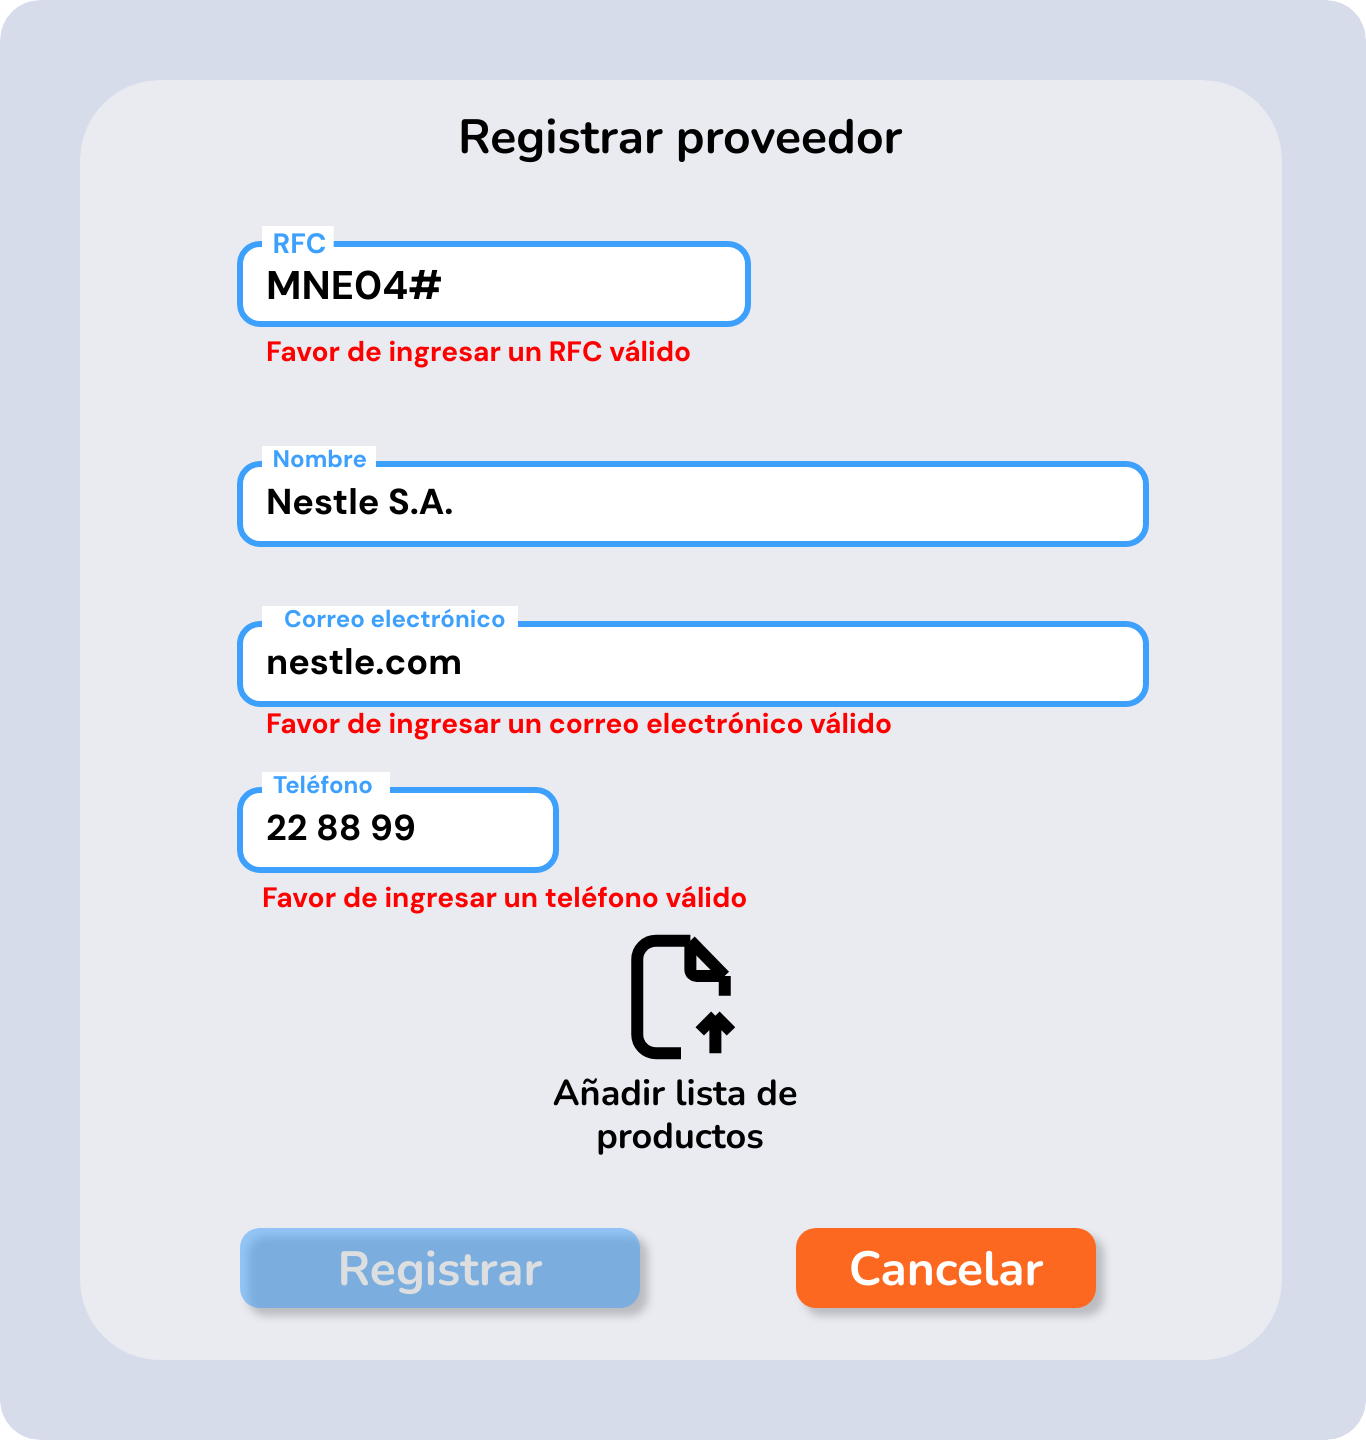 Registrar proveedor
RFC
MNE04#
Favor de ingresar un RFC válido
Nombre
Nestle S.A.
Correo electrónico
nestle.com
Favor de ingresar un correo electrónico válido
Teléfono
22 88 99
Favor de ingresar un teléfono válido
Añadir lista de
productos
Registrar
Cancelar